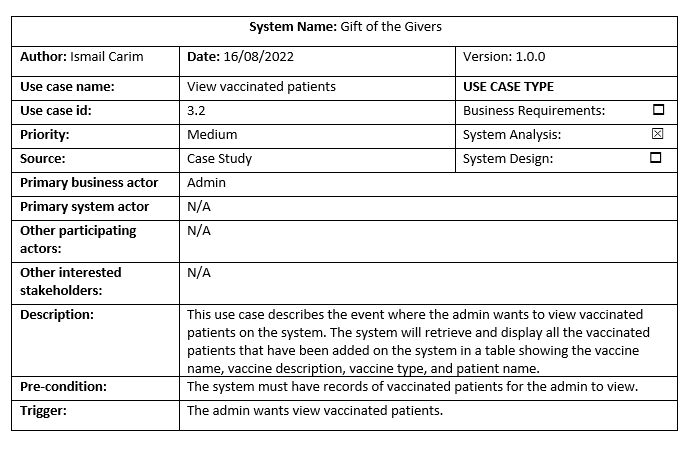 System Name: Gift of the Givers
Author: Ismail Carim Date: 16/08/2022 Version: 1.0.0
Use case name: View vaccinated patients USE CASE TYPE
Use case id: 3.2 Business Requirements: ☐
Priority: Medium System Analysis: ☒
Source: Case Study System Design: ☐
Primary business actor Admin
Primary system actor N/A
Other participating N/A
actors:
Other interested N/A
stakeholders:
Description: This use case describes the event where the admin wants to view vaccinated
patients on the system. The system will retrieve and display all the vaccinated
patients that have been added on the system in a table showing the vaccine
name, vaccine description, vaccine type, and patient name.
Pre-condition: The system must have records of vaccinated patients for the admin to view.
Trigger: The admin wants view vaccinated patients.